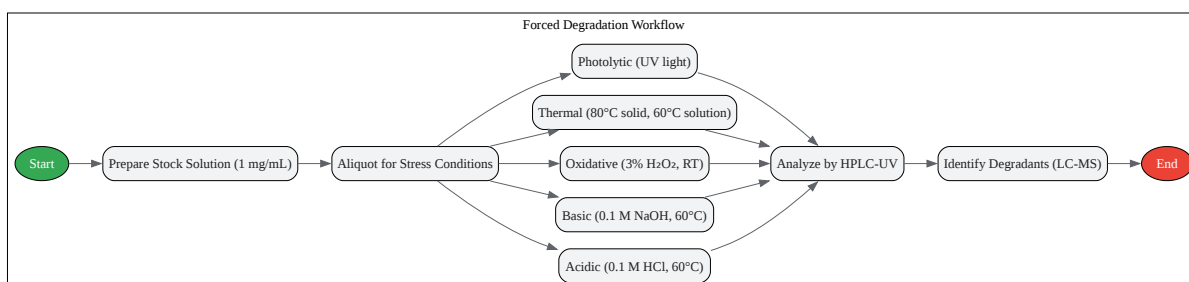 Forced Degradation Workflow
Start
Prepare Stock Solution (1 mg/mL)
Aliquot for Stress Conditions
Photolytic (UV light)
Thermal (80°C solid, 60°C solution)
Oxidative (3% H₂O₂, RT)
Basic (0.1 M NaOH, 60°C)
Acidic (0.1 M HCl, 60°C)
Analyze by HPLC-UV
Identify Degradants (LC-MS)
End